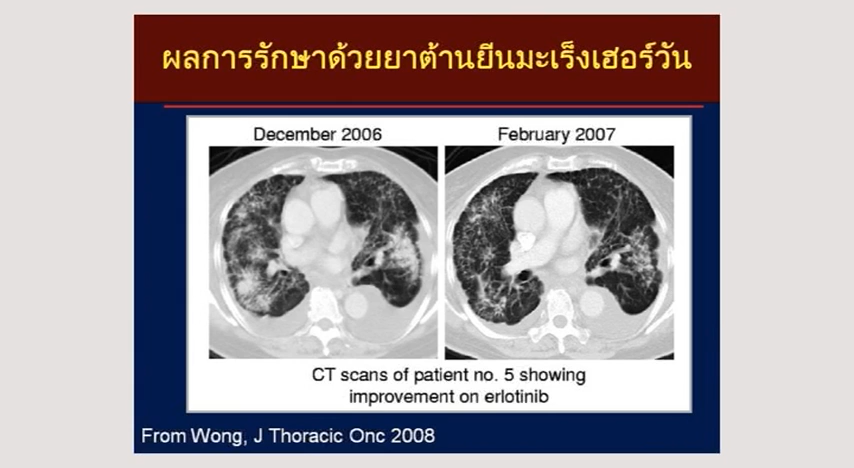 ผลการรักษาด้วยยาต้านยีนมะเร็งเฮอร์วัน
December 2006
February 2007
CT scans of patient no. 5 showing
improvement on erlotinib
From Wong, J Thoracic Onc 2008